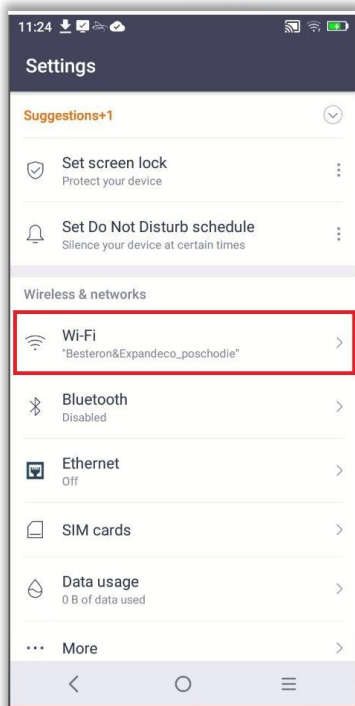 11:24
Settings
Suggestions+1
Set screen lock
Protect your device
Set Do Not Disturb schedule
Silence your device at certain times
Wireless & networks
Wi-Fi
"Besteron&Expandeco_poschodie"
Bluetooth
Disabled
Ethernet
Off
SIM cards
Data usage
0 B of data used
More